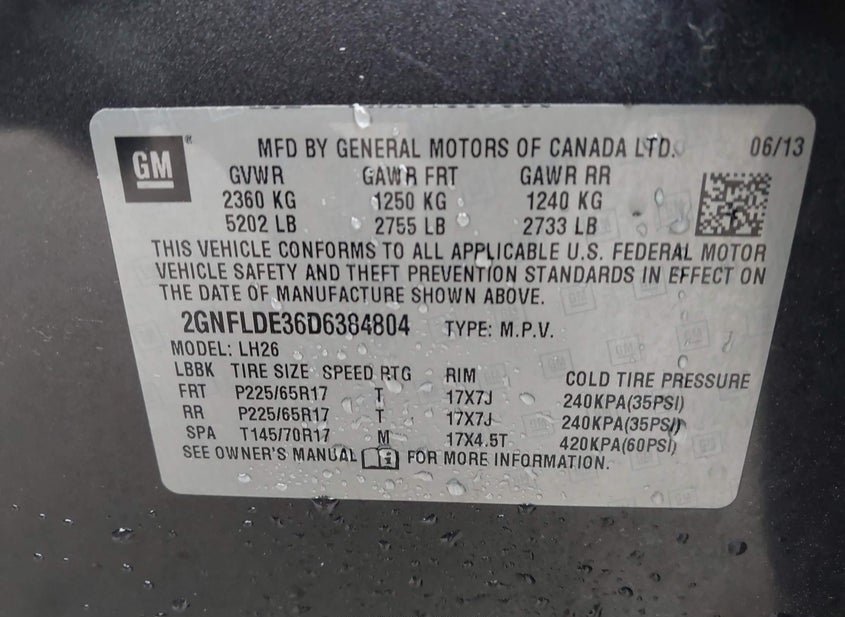 GM
MFD BY GENERAL MOTORS OF CANADA LTD. 06/13
GVWR GAWR FRT GAWR RR
2360 KG 1250 KG 1240 KG
5202 LB 2755 LB 2733 LB
THIS VEHICLE CONFORMS TO ALL APPLICABLE U.S. FEDERAL MOTOR
VEHICLE SAFETY AND THEFT PREVENTION STANDARDS IN EFFECT ON
THE DATE OF MANUFACTURE SHOWN ABOVE.
2GNFLDE36D6384804 TYPE: M.P.V.
MODEL: LH26
LBBK TIRE SIZE SPEED RTG RIM COLD TIRE PRESSURE
FRT P225/65R17 T 17X7J 240KPA(35PSI)
RR P225/65R17 T 17X7J 240KPA(35PSI)
SPA T145/70R17 M 17X4.5T 420KPA(60PSI)
SEE OWNER'S MANUAL FOR MORE INFORMATION.